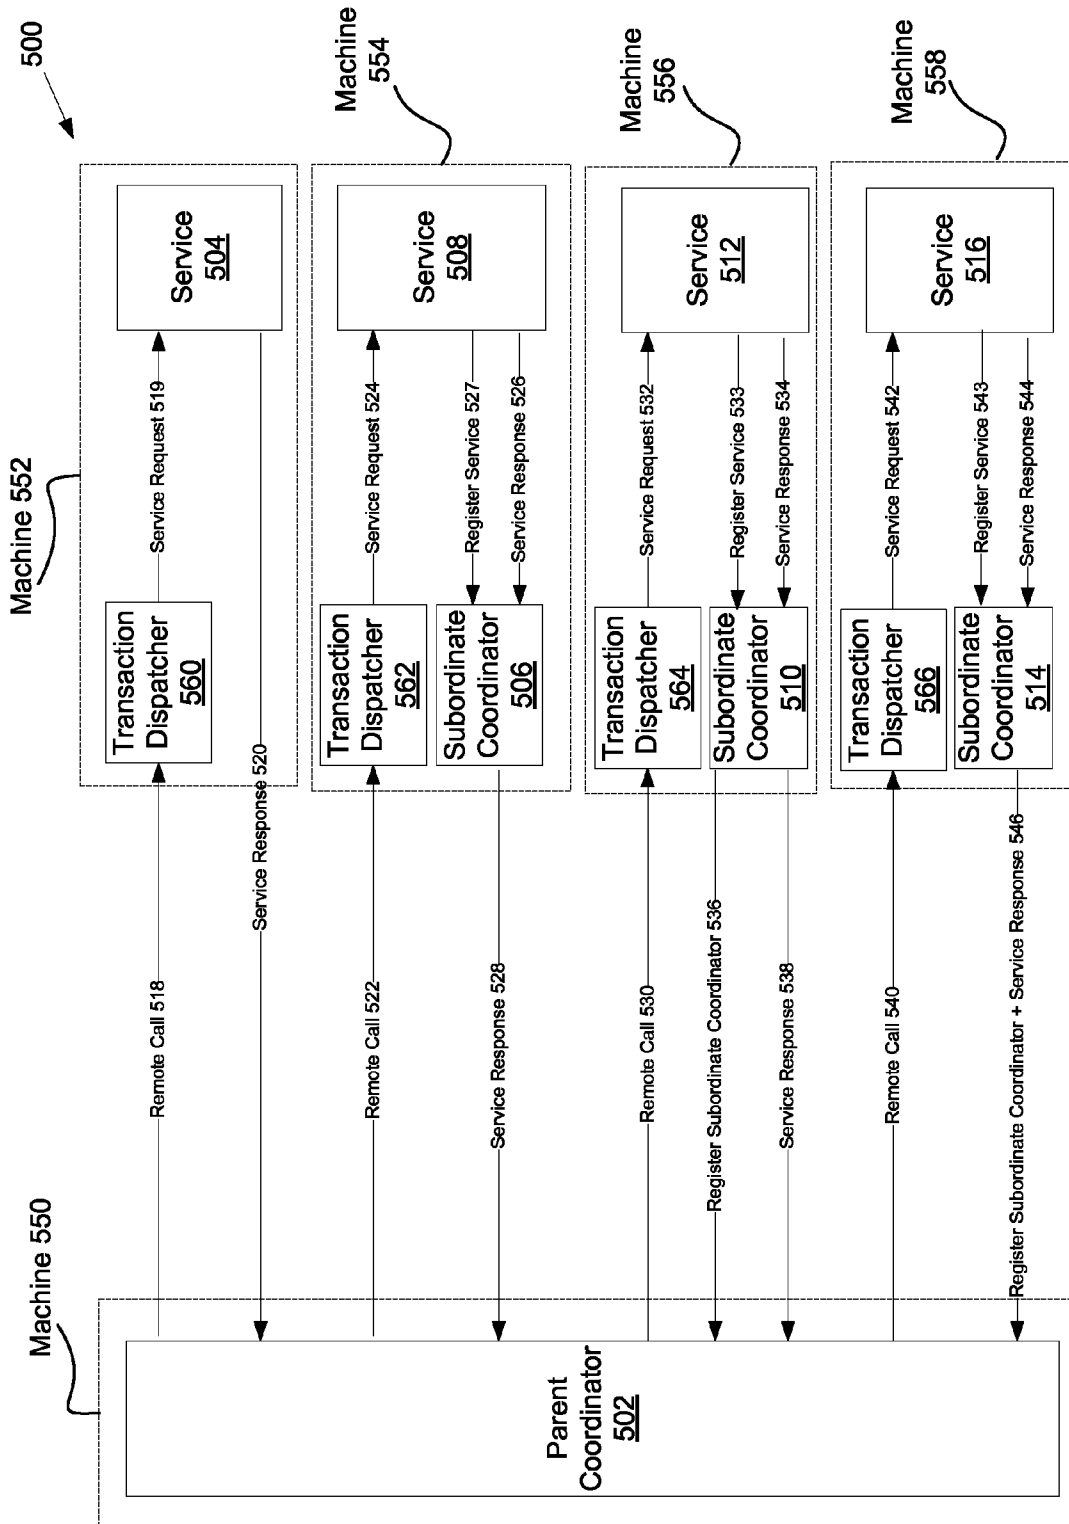 500
Machine 550
Machine 552
Machine
554
Machine
556
Machine
558
Parent
Coordinator
502
Remote Call 518
Transaction
Dispatcher
560
Service Request 519
Service
504
Service Response 520
Remote Call 522
Transaction
Dispatcher
562
Service Request 524
Service
508
Register Service 527
Service Response 526
Subordinate
Coordinator
506
Service Response 528
Remote Call 530
Transaction
Dispatcher
564
Service Request 532
Service
512
Register Service 533
Service Response 534
Subordinate
Coordinator
510
Register Subordinate Coordinator 536
Service Response 538
Remote Call 540
Transaction
Dispatcher
566
Service Request 542
Service
516
Register Service 543
Service Response 544
Subordinate
Coordinator
514
Register Subordinate Coordinator + Service Response 546